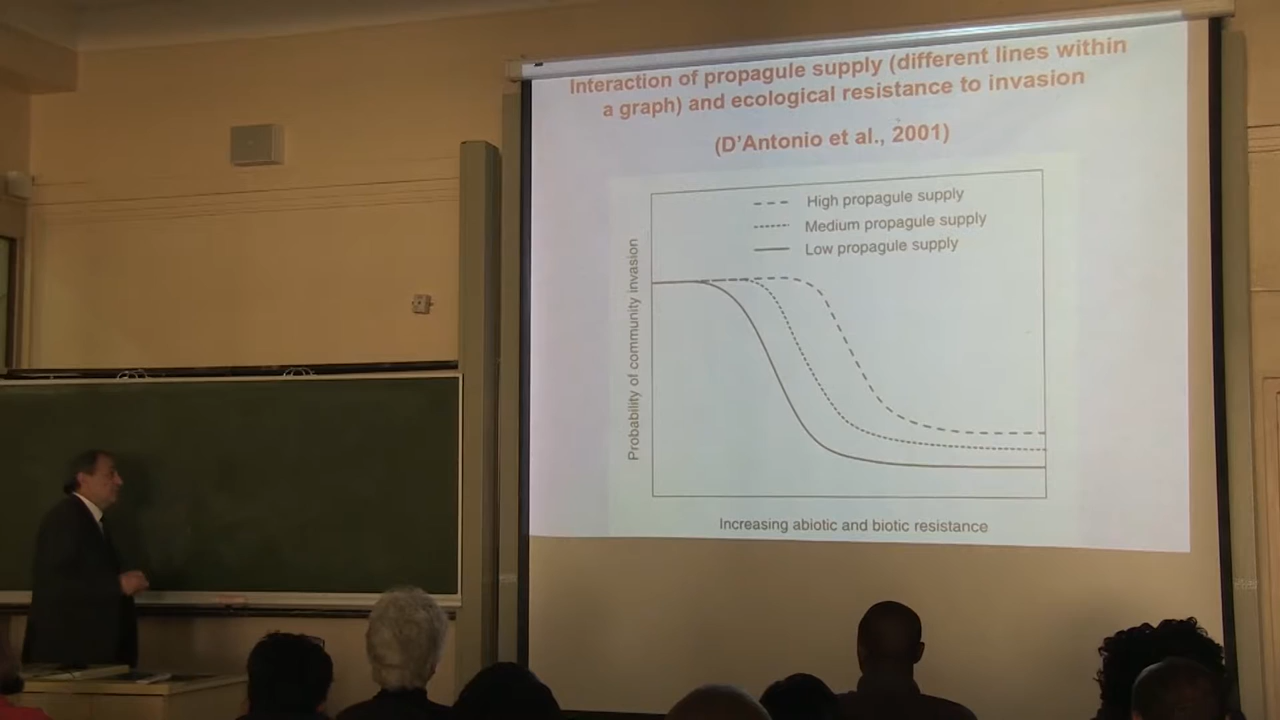 Interaction of propagule supply (different lines within
a graph) and ecological resistance to invasion
(D'Antonio et al., 2001)
High propagule supply
Medium propagule supply
Low propagule supply
Probability of community invasion
Increasing abiotic and biotic resistance